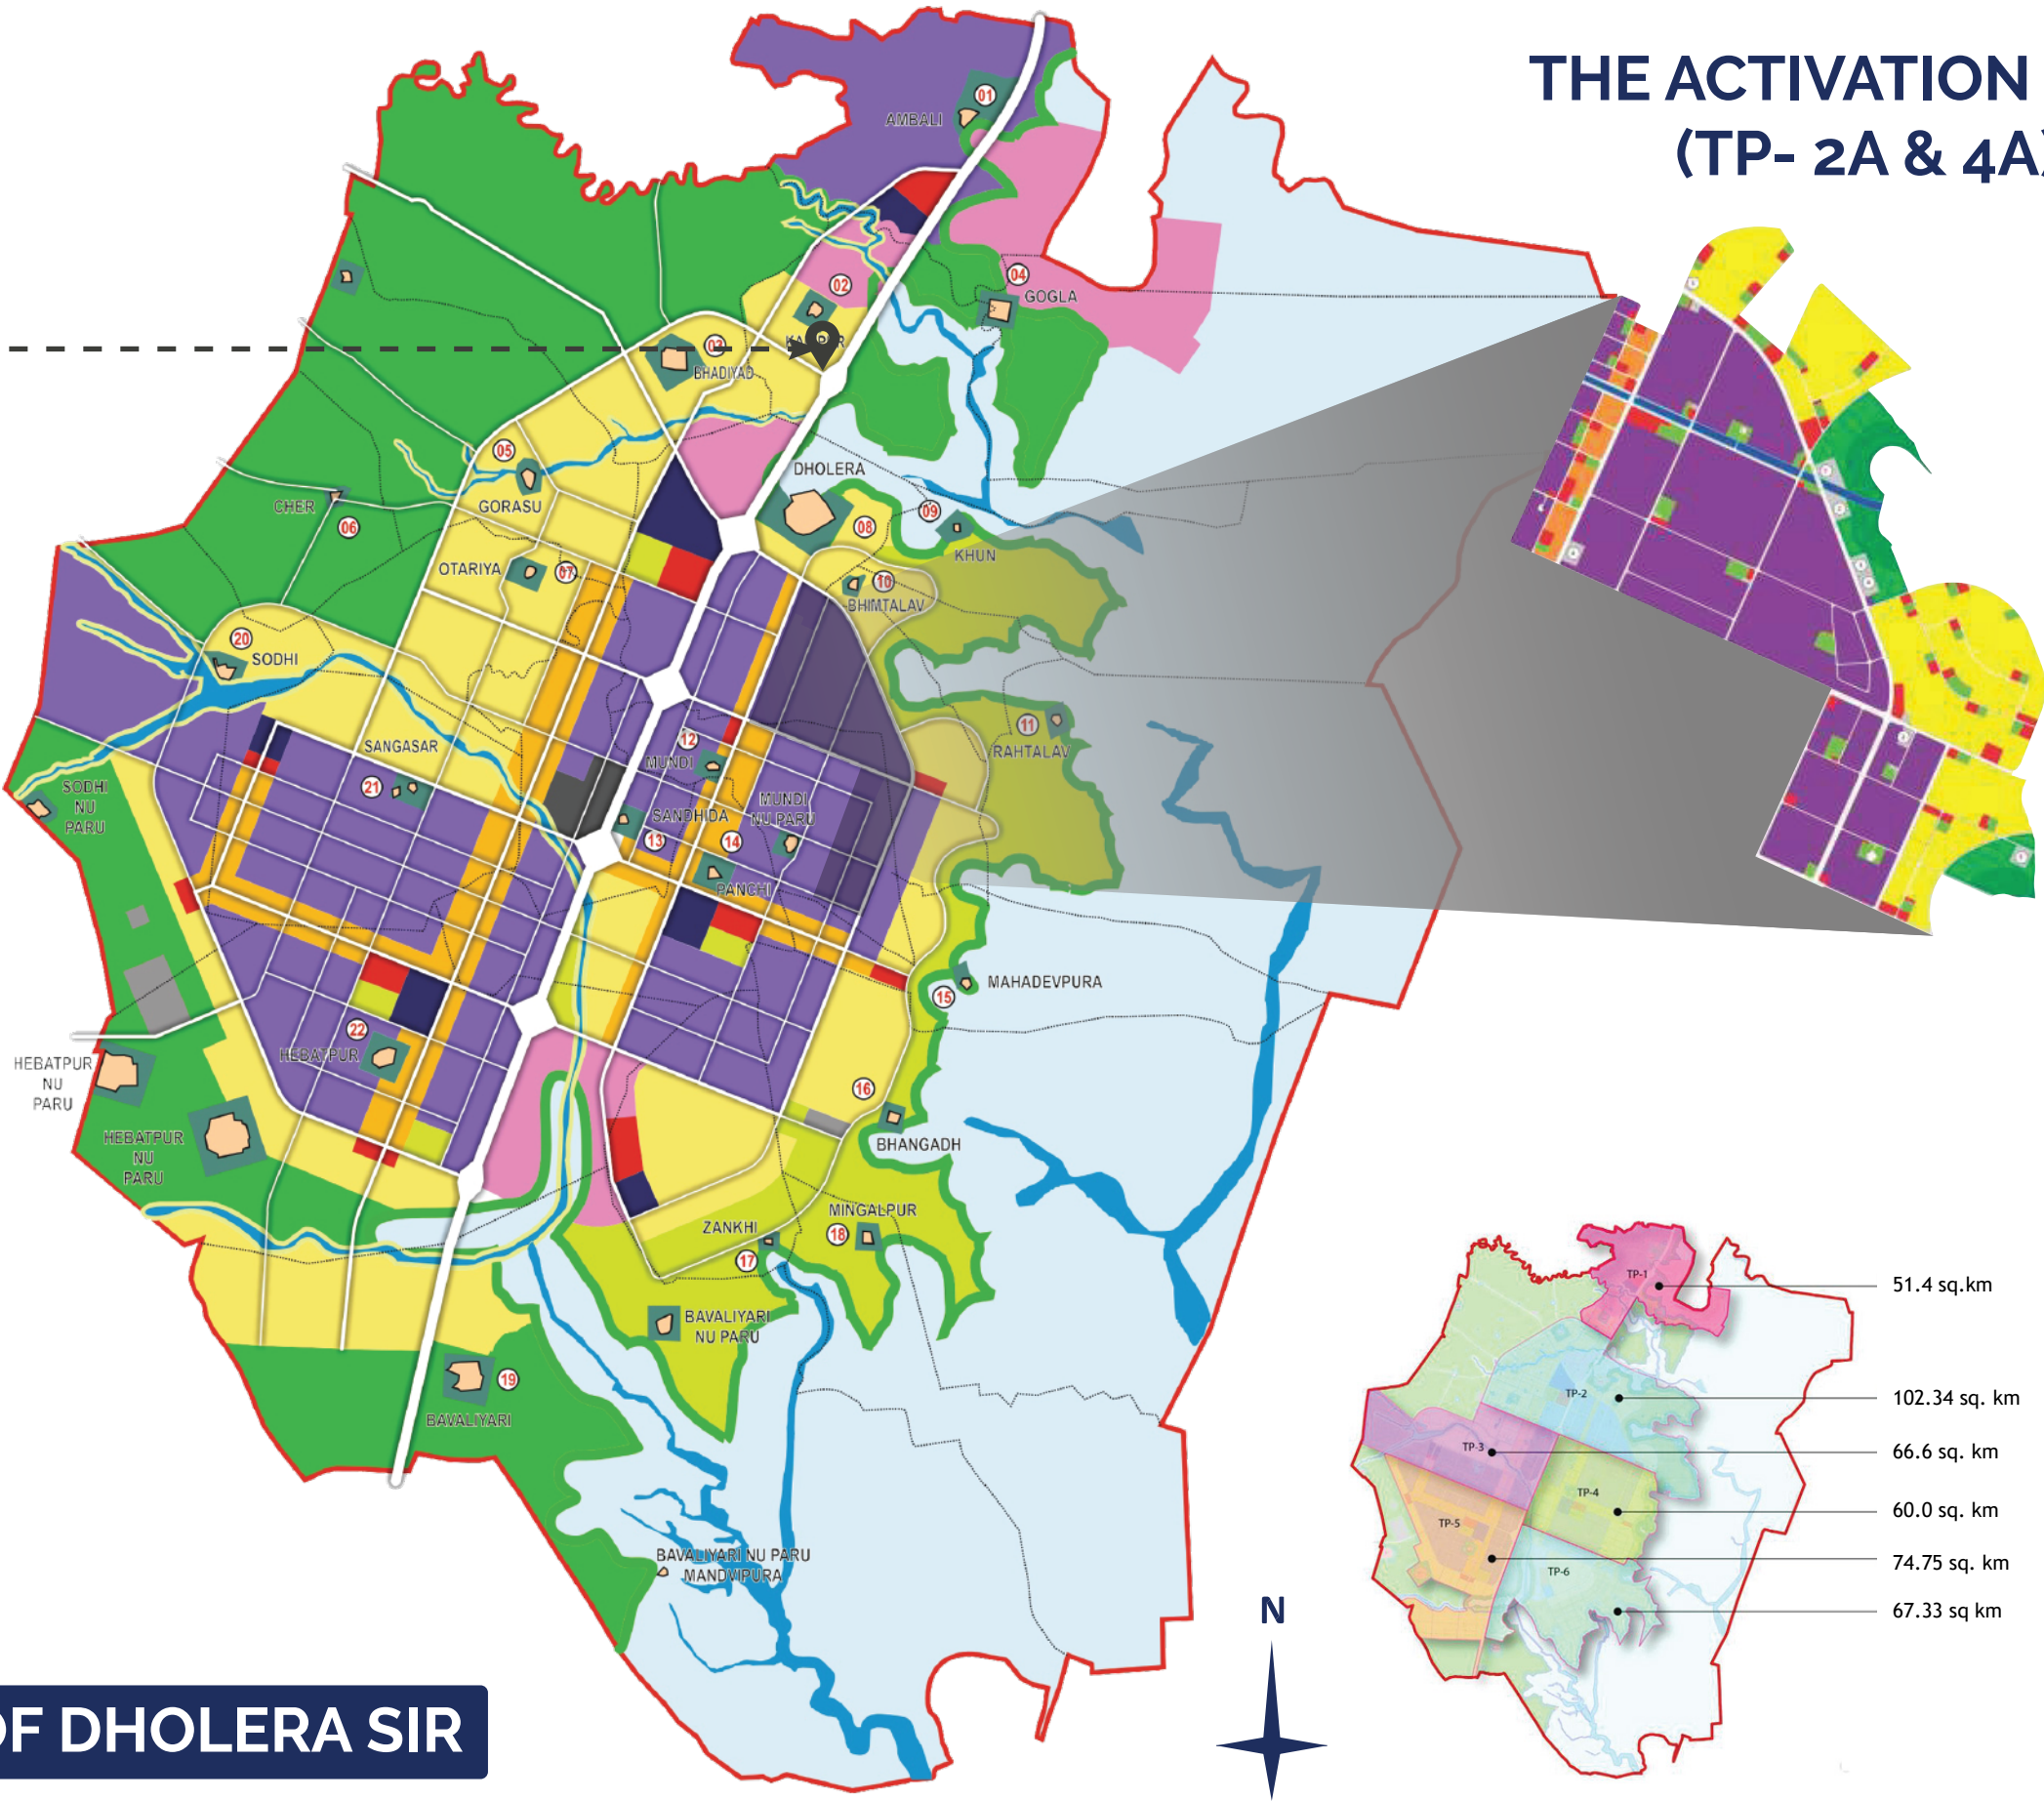 THE ACTIVATION
(TP- 2A & 4A)
01
AMBALI
02
04
GOGLA
03
BHADIYAD
05
GORASU
CHER
06
DHOLERA
08
09
KHUN
OTARIYA
07
10
BHIMTALAV
20
SODHI
11
RAHTALAV
SANGASAR
21
12
MUNDI
SODHI
NU
PARU
SANDHIDA
13
14
MUNDI
NU PARU
PANCHI
15
MAHADEVPURA
22
HEBATPUR
HEBATPUR
NU
PARU
HEBATPUR
NU
PARU
16
BHANGADH
ZANKHI
17
MINGALPUR
18
BAVALIYARI
NU PARU
19
BAVALIYARI
BAVALIYARI NU PARU
MANDVIPURA
TP-1
51.4 sq.km
TP-2
102.34 sq. km
TP-3
66.6 sq. km
TP-4
60.0 sq. km
TP-5
74.75 sq. km
TP-6
67.33 sq km
N
OF DHOLERA SIR